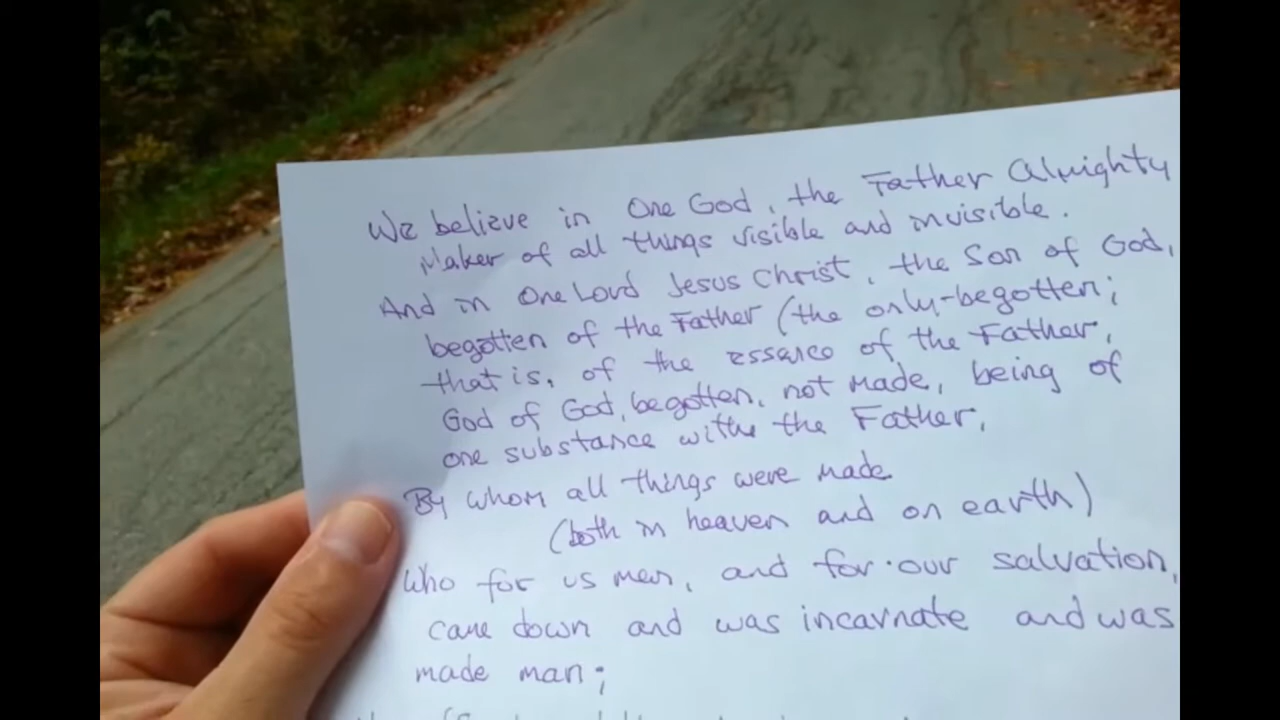 We believe in One God, the Father Almighty
Maker of all things visible and invisible.
And in One Lord Jesus Christ, the Son of God,
begotten of the Father (the only-begotten;
that is, of the essence of the Father,
God of God, begotten, not made, being of
one substance withe the Father,
By whom all things were made
(both in heaven and on earth)
Who for us men, and for our salvation,
came down and was incarnate and was
made man;